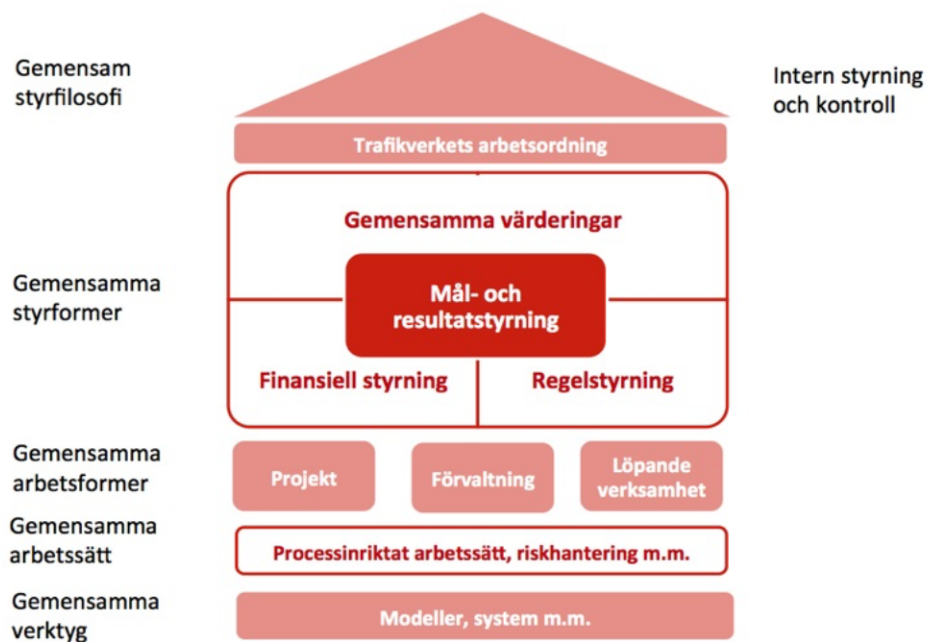 Gemensam
styrfilosofi
Intern styrning
och kontroll
Trafikverkets arbetsordning
Gemensamma värderingar
Gemensamma
styrformer
Mål- och
resultatstyrning
Finansiell styrning
Regelstyrning
Gemensamma
arbetsformer
Projekt
Förvaltning
Löpande
verksamhet
Gemensamma
arbetssätt
Processinriktat arbetssätt, riskhantering m.m.
Gemensamma
verktyg
Modeller, system m.m.